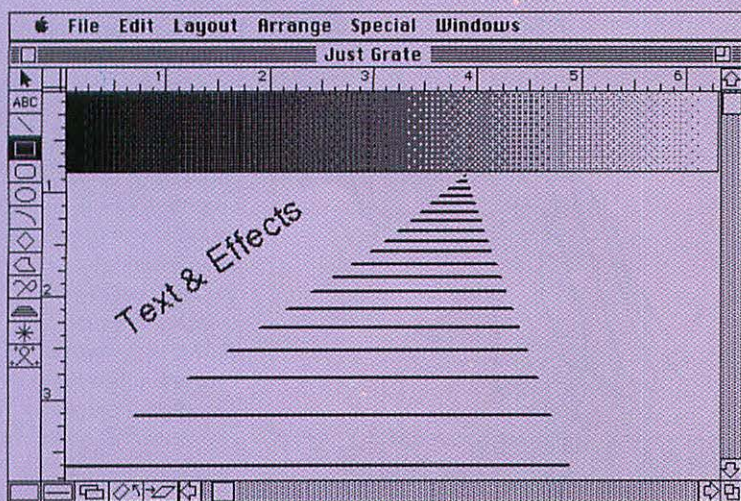 File Edit Layout Arrange Special Windows
Just Grate
1 2 3 4 5 6
ABC
1
2
3
Text & Effects